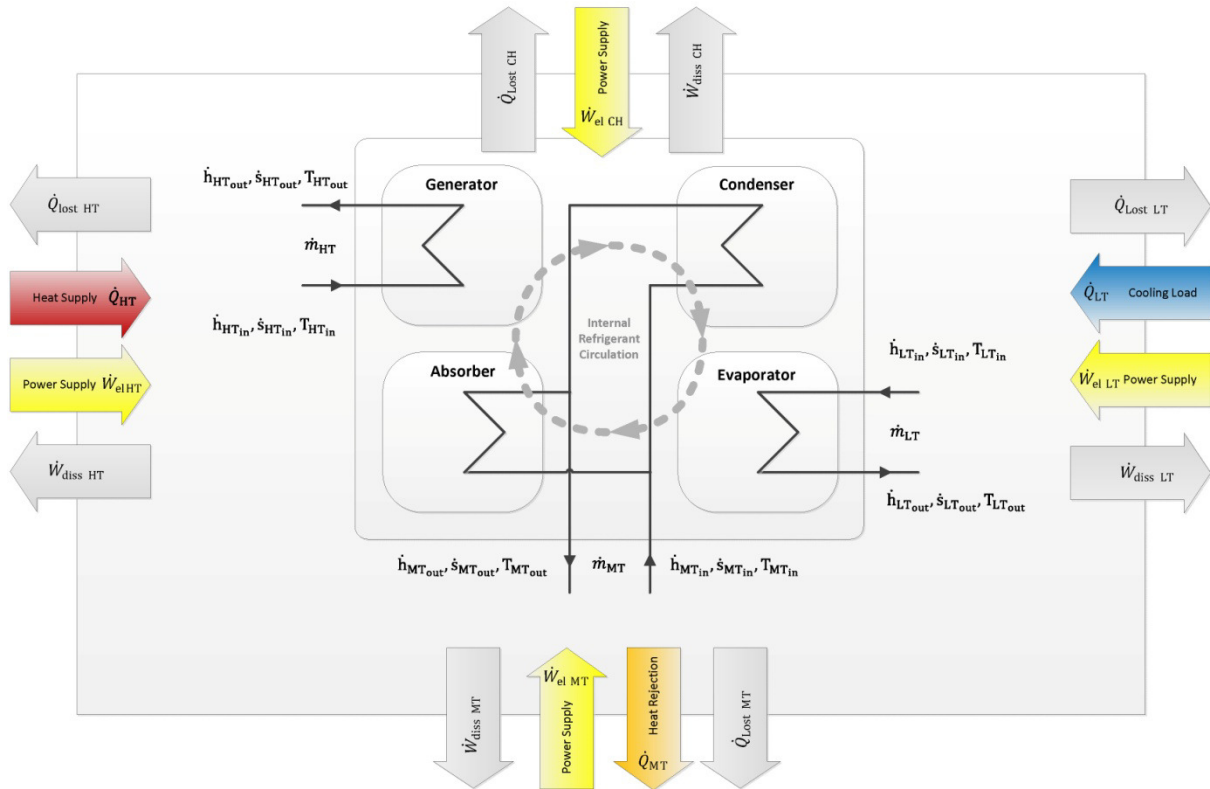 Q̇Lost CH
Power Supply
Ẇel CH
Ẇdiss CH
ḣHTout, ṡHTout, THTout
Generator
Condenser
Q̇lost HT
Q̇Lost LT
ṁHT
Heat Supply Q̇HT
Q̇LT Cooling Load
ḣHTin, ṡHTin, THTin
Internal
Refrigerant
Circulation
ḣLTin, ṡLTin, TLTin
Power Supply ẆelHT
Absorber
Evaporator
Ẇel LT Power Supply
ṁLT
Ẇdiss HT
Ẇdiss LT
ḣLTout, ṡLTout, TLTout
ḣMTout, ṡMTout, TMTout
ṁMT
ḣMTin, ṡMTin, TMTin
Ẇdiss MT
Ẇel MT
Power Supply
Heat Rejection
Q̇MT
Q̇Lost MT